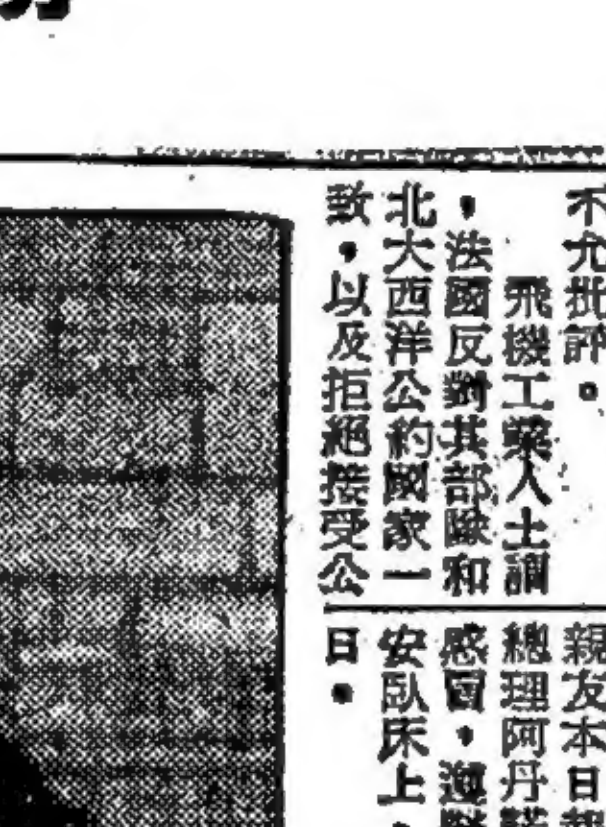 不允批評。
飛機工業人士謂
，法國反對其部隊和
北大西洋公約國家一
致，以及拒絕接受公
親友本日
總理阿丹
感冒，遵
安臥床上，
日。